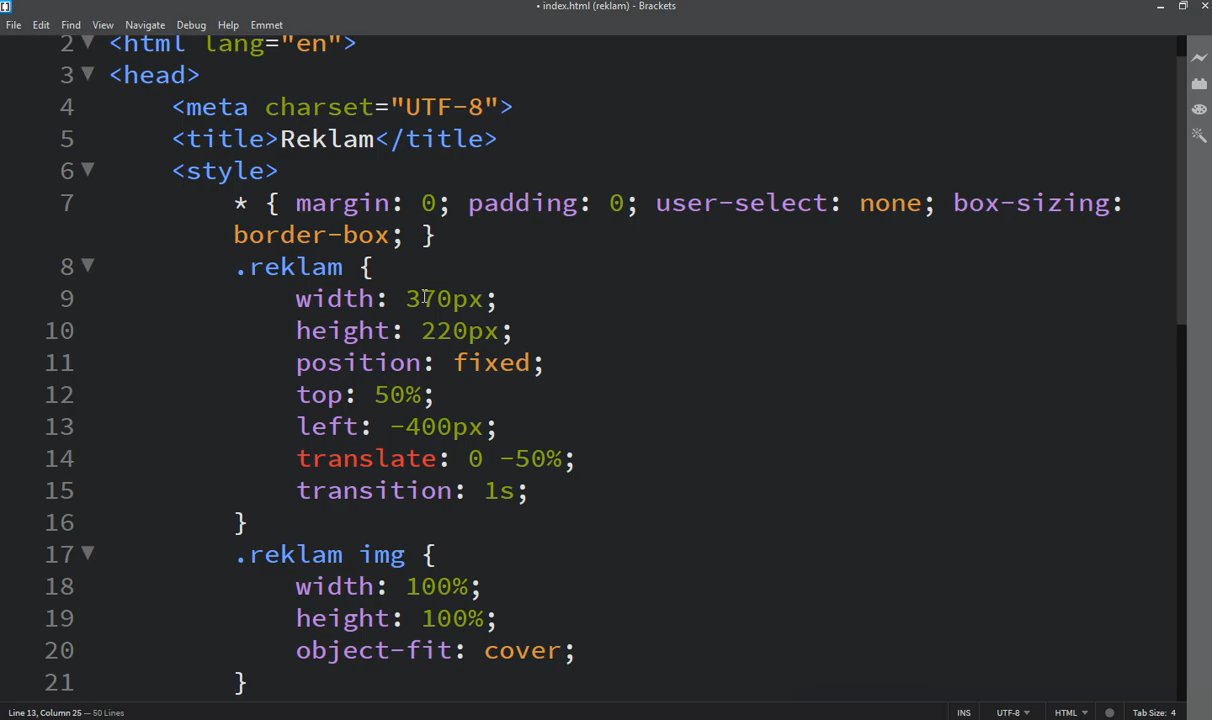 • index.html (reklam) - Brackets
File Edit Find View Navigate Debug Help Emmet
2 <html lang="en">
3 <head>
4 <meta charset="UTF-8">
5 <title>Reklam</title>
6 <style>
7 * { margin: 0; padding: 0; user-select: none; box-sizing:
border-box; }
8 .reklam {
9 width: 370px;
10 height: 220px;
11 position: fixed;
12 top: 50%;
13 left: -400px;
14 translate: 0 -50%;
15 transition: 1s;
16 }
17 .reklam img {
18 width: 100%;
19 height: 100%;
20 object-fit: cover;
21 }
Line 13, Column 25 — 50 Lines INS UTF-8 HTML Tab Size: 4